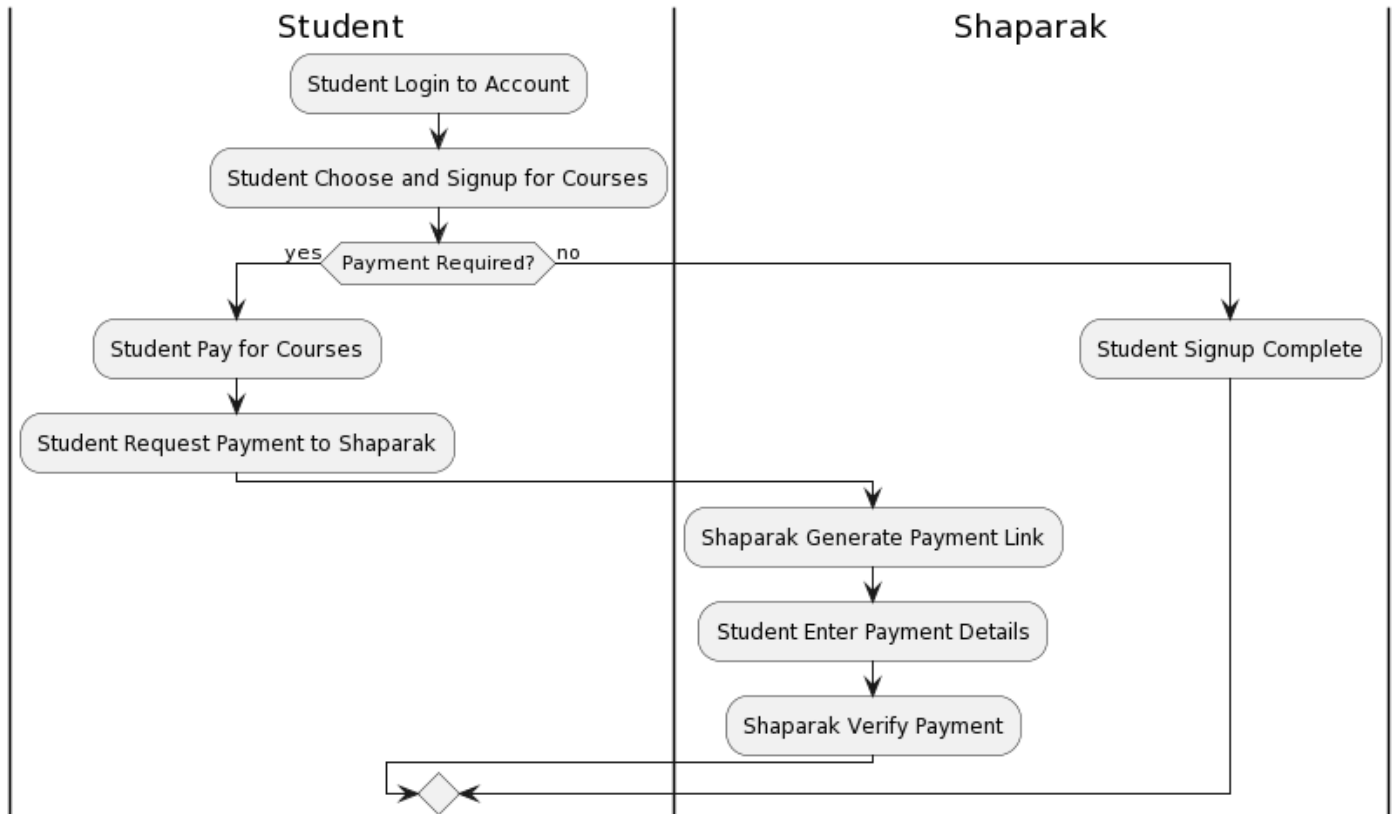 Student
Shaparak
Student Login to Account
Student Choose and Signup for Courses
yes
Payment Required?
no
Student Pay for Courses
Student Signup Complete
Student Request Payment to Shaparak
Shaparak Generate Payment Link
Student Enter Payment Details
Shaparak Verify Payment